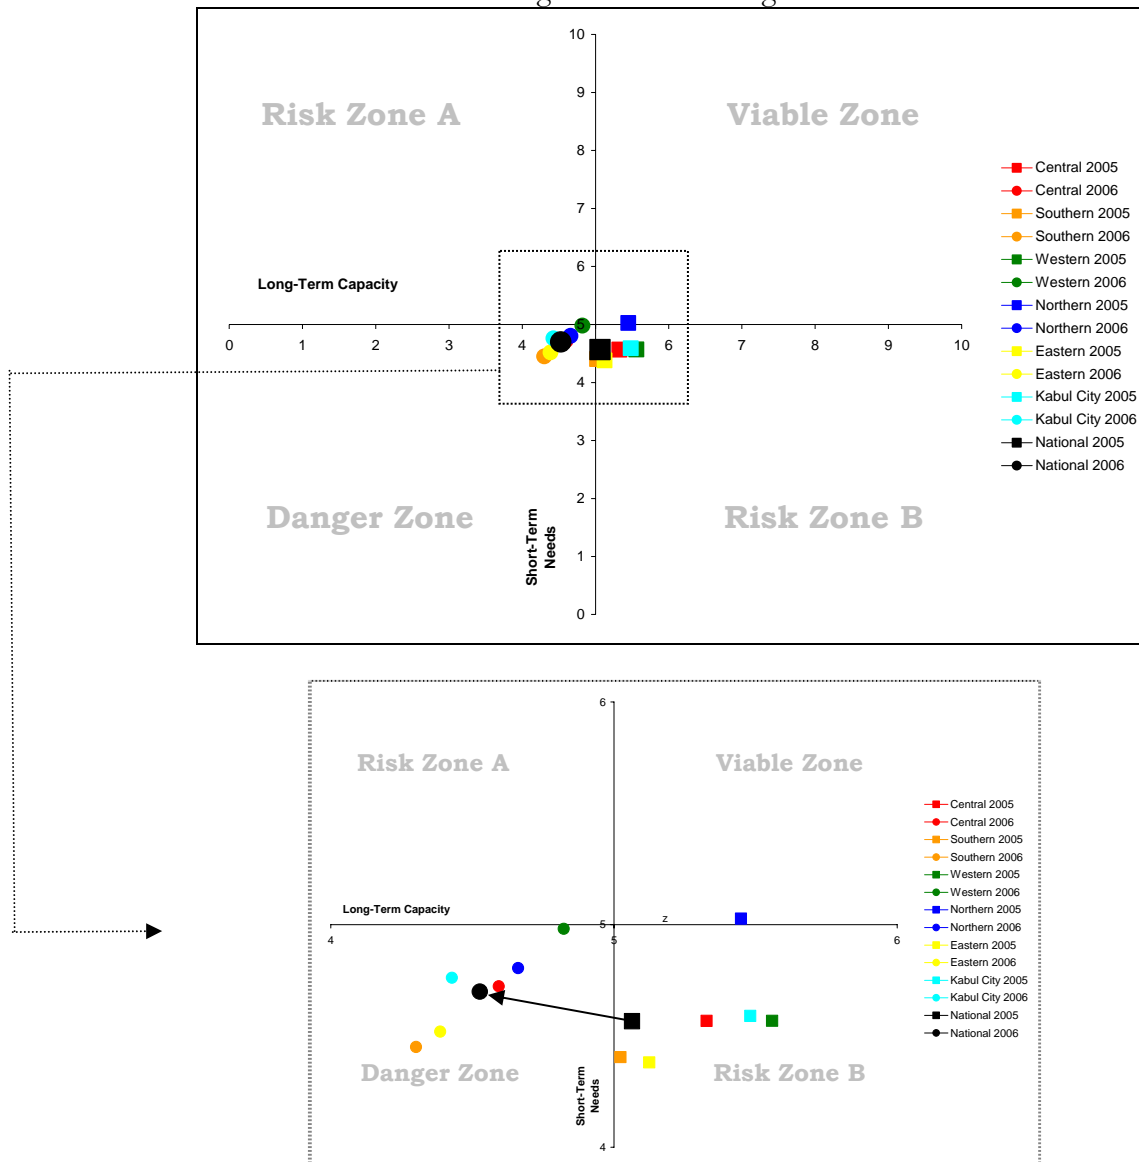 10
9
Risk Zone A
Viable Zone
8
7
6
Long-Term Capacity
5
0 1 2 3 4 6 7 8 9 10
4
3
2
Danger Zone
Risk Zone B
Short-Term
Needs
1
0
Central 2005
Central 2006
Southern 2005
Southern 2006
Western 2005
Western 2006
Northern 2005
Northern 2006
Eastern 2005
Eastern 2006
Kabul City 2005
Kabul City 2006
National 2005
National 2006
6
Risk Zone A
Viable Zone
Long-Term Capacity
z
5
4 5 6
Danger Zone
Risk Zone B
Short-Term
Needs
4
Central 2005
Central 2006
Southern 2005
Southern 2006
Western 2005
Western 2006
Northern 2005
Northern 2006
Eastern 2005
Eastern 2006
Kabul City 2005
Kabul City 2006
National 2005
National 2006